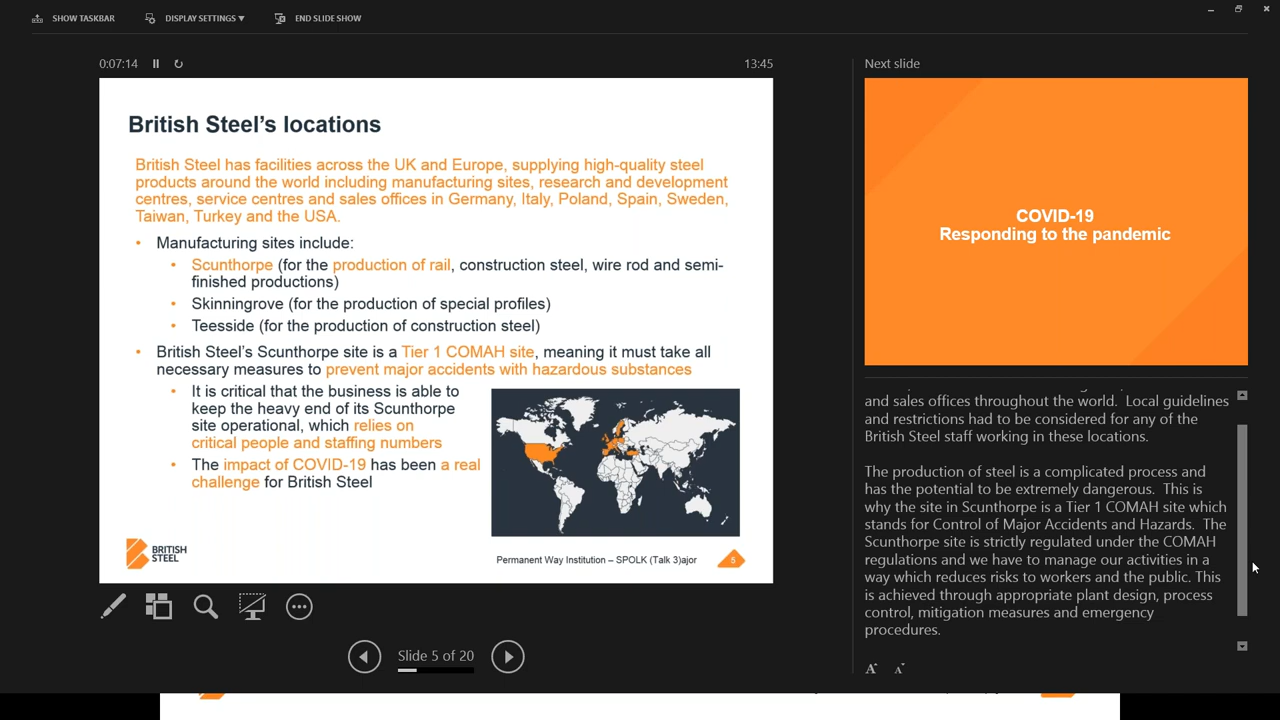 SHOW TASKBAR
DISPLAY SETTINGS
END SLIDE SHOW
0:07:14
13:45
British Steel's locations
British Steel has facilities across the UK and Europe, supplying high-quality steel
products around the world including manufacturing sites, research and development
centres, service centres and sales offices in Germany, Italy, Poland, Spain, Sweden,
Taiwan, Turkey and the USA.
• Manufacturing sites include:
• Scunthorpe (for the production of rail, construction steel, wire rod and semi-
finished productions)
• Skinningrove (for the production of special profiles)
• Teesside (for the production of construction steel)
• British Steel's Scunthorpe site is a Tier 1 COMAH site, meaning it must take all
necessary measures to prevent major accidents with hazardous substances
• It is critical that the business is able to
keep the heavy end of its Scunthorpe
site operational, which relies on
critical people and staffing numbers
• The impact of COVID-19 has been a real
challenge for British Steel
BRITISH
STEEL
Permanent Way Institution – SPOLK (Talk 3)ajor
5
Slide 5 of 20
Next slide
COVID-19
Responding to the pandemic
and sales offices throughout the world.  Local guidelines
and restrictions had to be considered for any of the
British Steel staff working in these locations.
The production of steel is a complicated process and
has the potential to be extremely dangerous.  This is
why the site in Scunthorpe is a Tier 1 COMAH site which
stands for Control of Major Accidents and Hazards.  The
Scunthorpe site is strictly regulated under the COMAH
regulations and we have to manage our activities in a
way which reduces risks to workers and the public. This
is achieved through appropriate plant design, process
control, mitigation measures and emergency
procedures.
A A